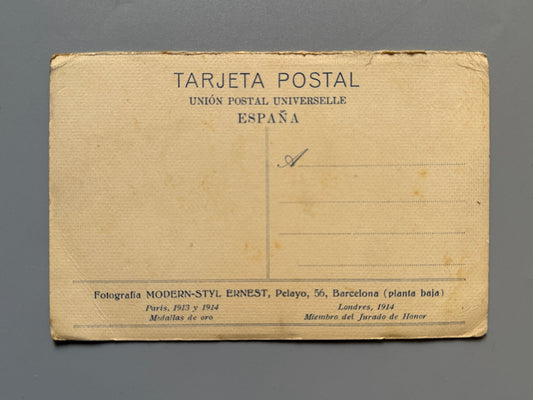 TARJETA POSTAL
UNIÓN POSTAL UNIVERSELLE
ESPAÑA
A
Fotografía MODERN-STYL ERNEST, Pelayo, 56, Barcelona (planta baja)
París, 1913 y 1914
Medallas de oro
Londres, 1914
Miembro del Jurado de Honor